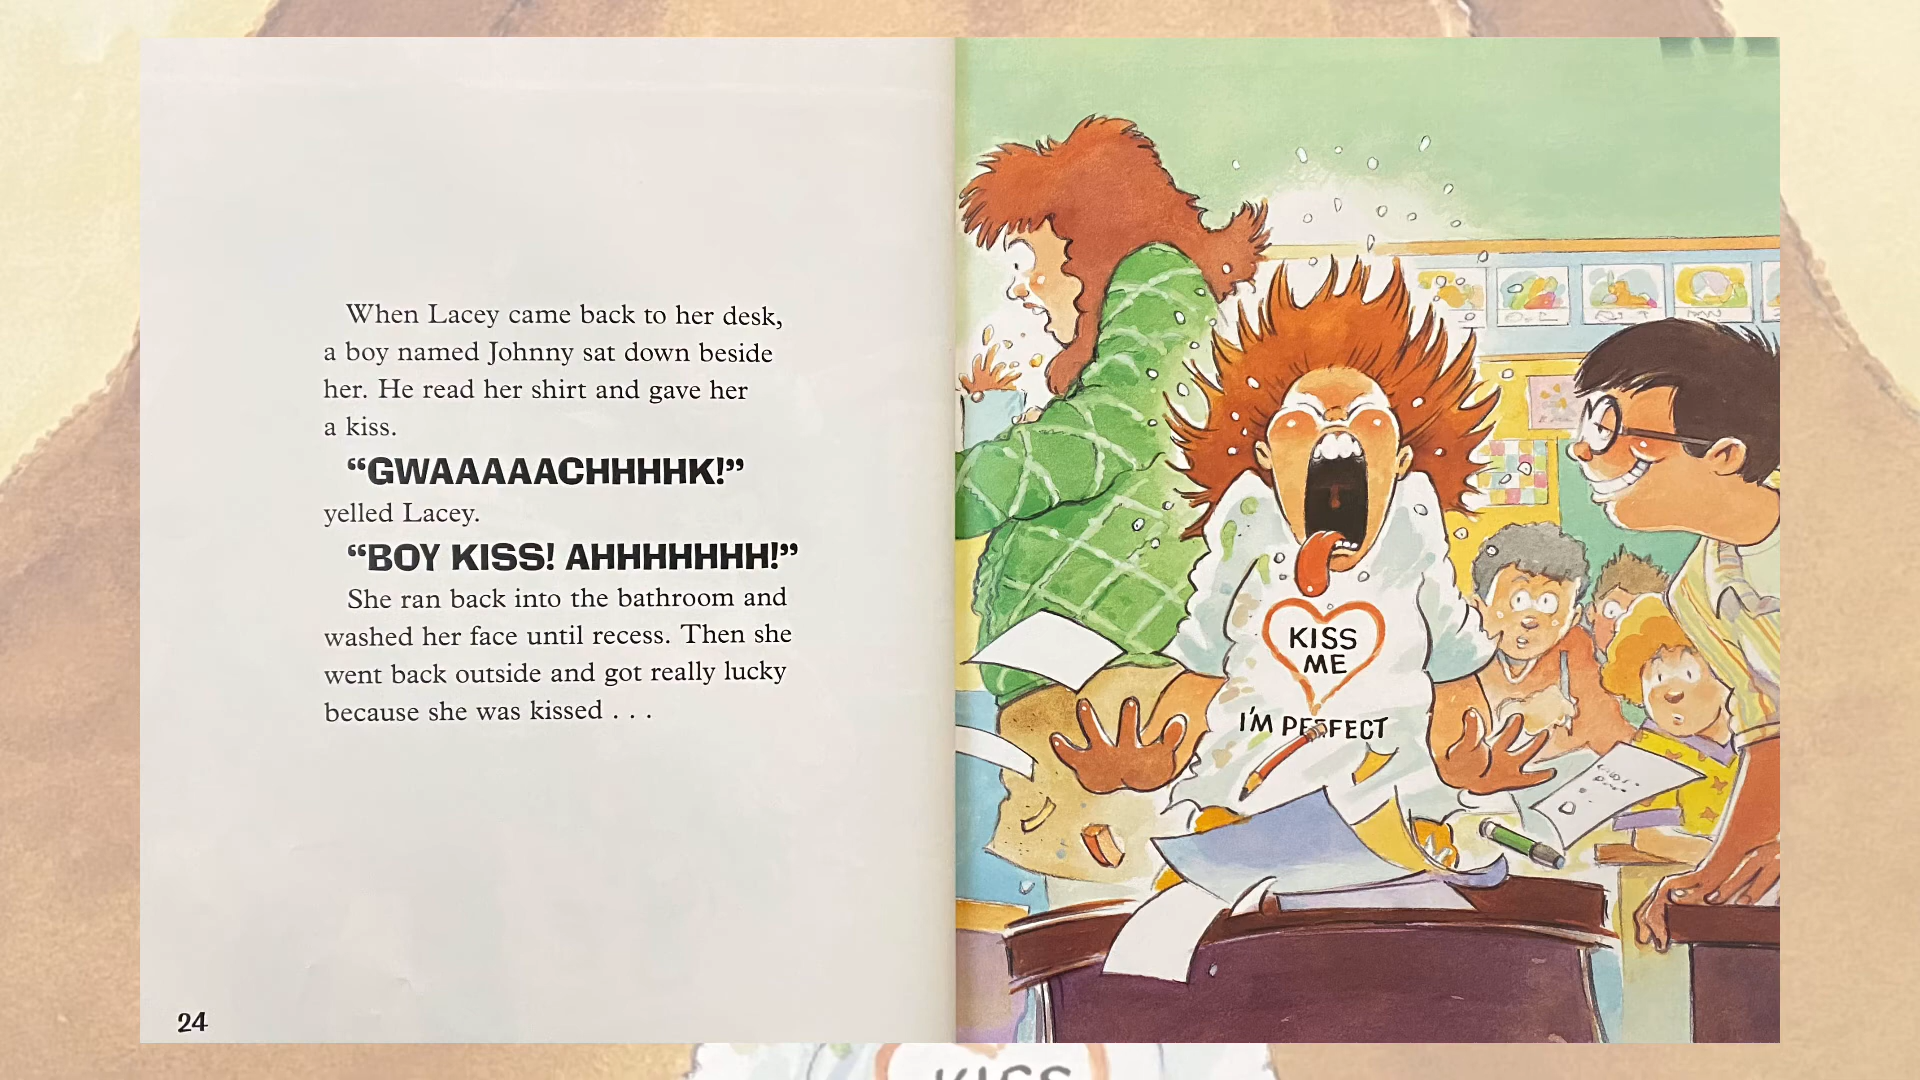 When Lacey came back to her desk,
a boy named Johnny sat down beside
her. He read her shirt and gave her
a kiss.
“GWAAAAACHHHHK!”
yelled Lacey.
“BOY KISS! AHHHHHHH!”
She ran back into the bathroom and
washed her face until recess. Then she
went back outside and got really lucky
because she was kissed . . .
24
KISS
ME
I'M PERFECT
KISS